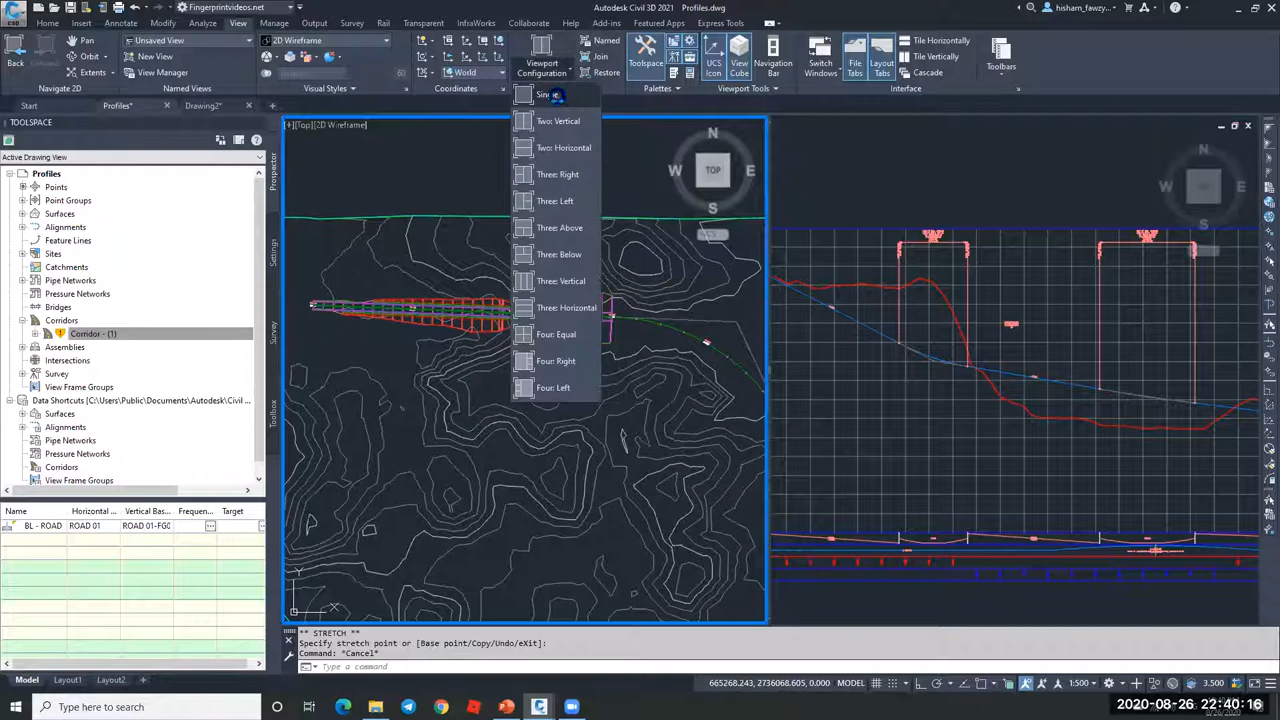 C3D
Fingerprintvideos.net
Autodesk Civil 3D 2021 Profiles.dwg
hisham_fawzy...
Home
Insert
Annotate
Modify
Analyze
View
Manage
Output
Survey
Rail
Transparent
InfraWorks
Collaborate
Help
Add-ins
Featured Apps
Express Tools
Back
Forward
Pan
Orbit
Extents
Navigate 2D
Unsaved View
New View
View Manager
Named Views
2D Wireframe
60
Visual Styles
World
Coordinates
Viewport
Configuration
Named
Join
Restore
Toolspace
Palettes
UCS
Icon
View
Cube
Navigation
Bar
Viewport Tools
Switch
Windows
File
Tabs
Layout
Tabs
Tile Horizontally
Tile Vertically
Cascade
Interface
Toolbars
Start
Profiles*
Drawing2*
Single
Two: Vertical
Two: Horizontal
Three: Right
Three: Left
Three: Above
Three: Below
Three: Vertical
Three: Horizontal
Four: Equal
Four: Right
Four: Left
TOOLSPACE
Active Drawing View
Profiles
Points
Point Groups
Surfaces
Alignments
Feature Lines
Sites
Catchments
Pipe Networks
Pressure Networks
Bridges
Corridors
Corridor - (1)
Assemblies
Intersections
Survey
View Frame Groups
Data Shortcuts [C:\Users\Public\Documents\Autodesk\Civil ...
Surfaces
Alignments
Pipe Networks
Pressure Networks
Corridors
View Frame Groups
Prospector
Settings
Survey
Toolbox
Name
Horizontal ...
Vertical Bas...
Frequen...
Target
BL - ROAD
ROAD 01
ROAD 01-FG0
[+][Top][2D Wireframe]
N
W
TOP
E
S
N
W
E
S
Y
X
** STRETCH **
Specify stretch point or [Base point/Copy/Undo/eXit]:
Command: *Cancel*
Type a command
Model
Layout1
Layout2
665268.243, 2736068.605, 0.000
MODEL
1:500
3.500
Type here to search
2020-08-26 22:40:16